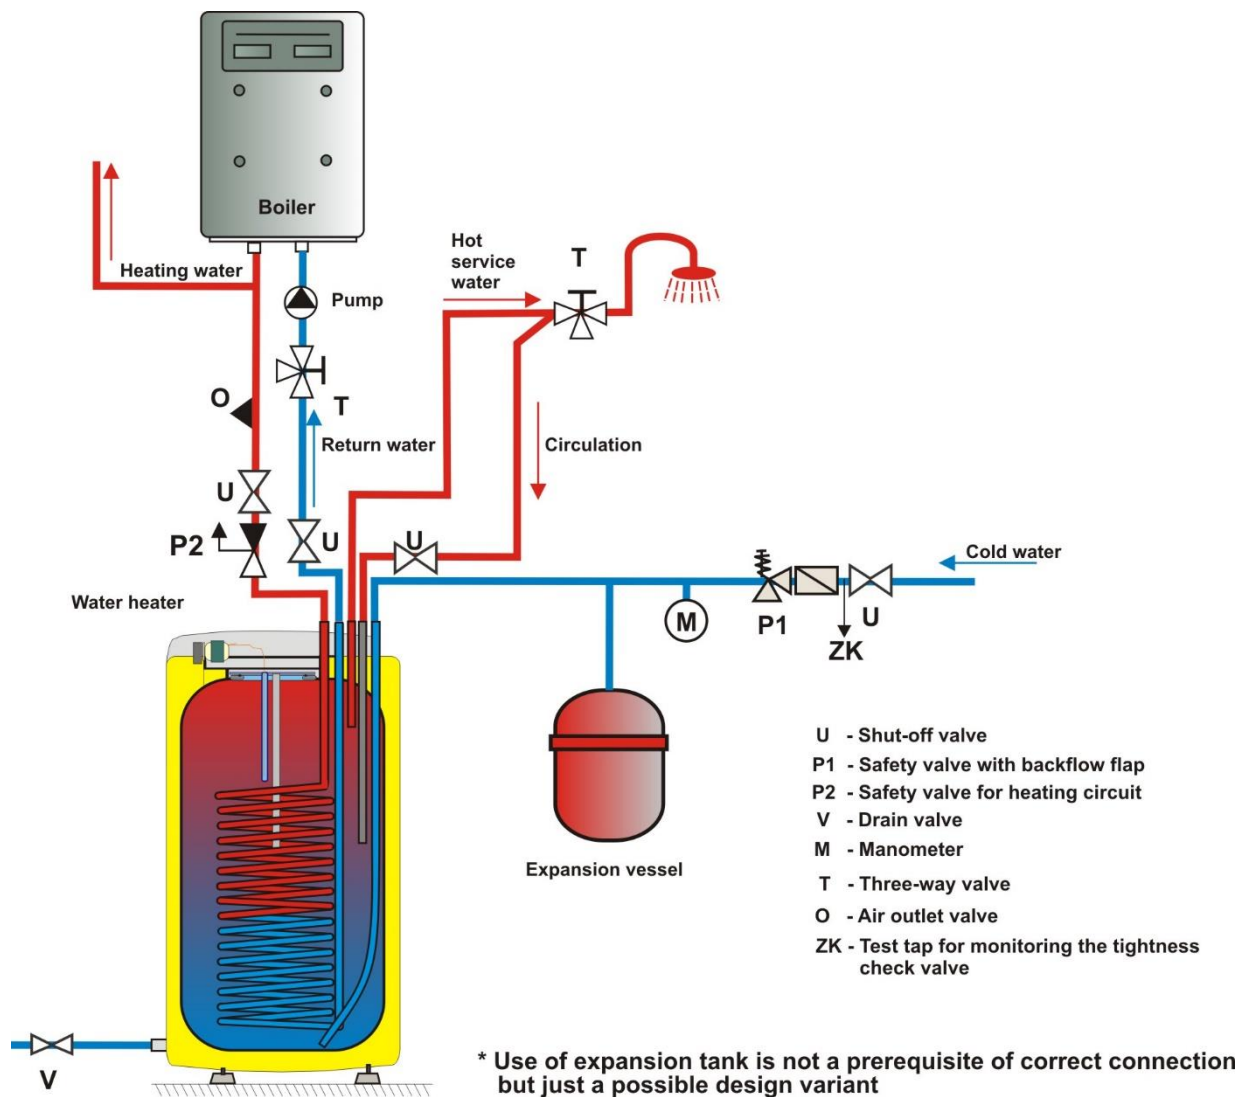 Boiler
Heating water
Pump
Hot
service
water
T
O
T
Return water
Circulation
U
P2
U
U
Cold water
Water heater
M
P1
U
ZK
Expansion vessel
U - Shut-off valve
P1 - Safety valve with backflow flap
P2 - Safety valve for heating circuit
V - Drain valve
M - Manometer
T - Three-way valve
O - Air outlet valve
ZK - Test tap for monitoring the tightness
check valve
V
* Use of expansion tank is not a prerequisite of correct connection
but just a possible design variant